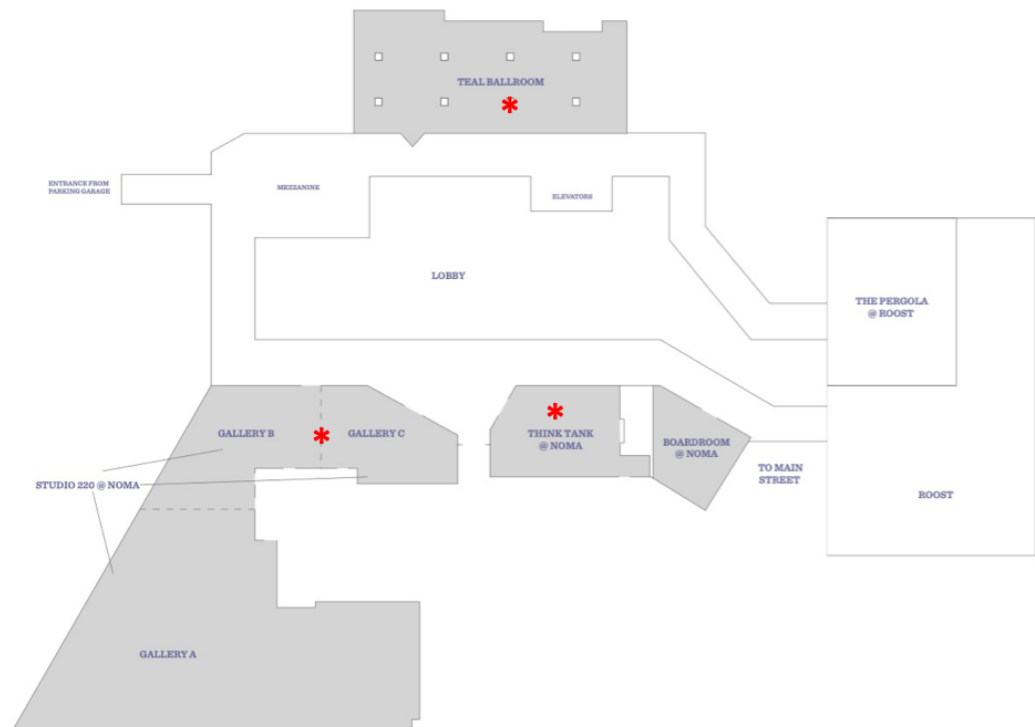 TEAL BALLROOM
ENTRANCE FROM
PARKING GARAGE
MEZZANINE
ELEVATORS
LOBBY
THE PERGOLA
@ ROOST
GALLERY B
GALLERY C
THINK TANK
@ NOMA
BOARDROOM
@ NOMA
TO MAIN
STREET
STUDIO 220 @ NOMA
ROOST
GALLERY A